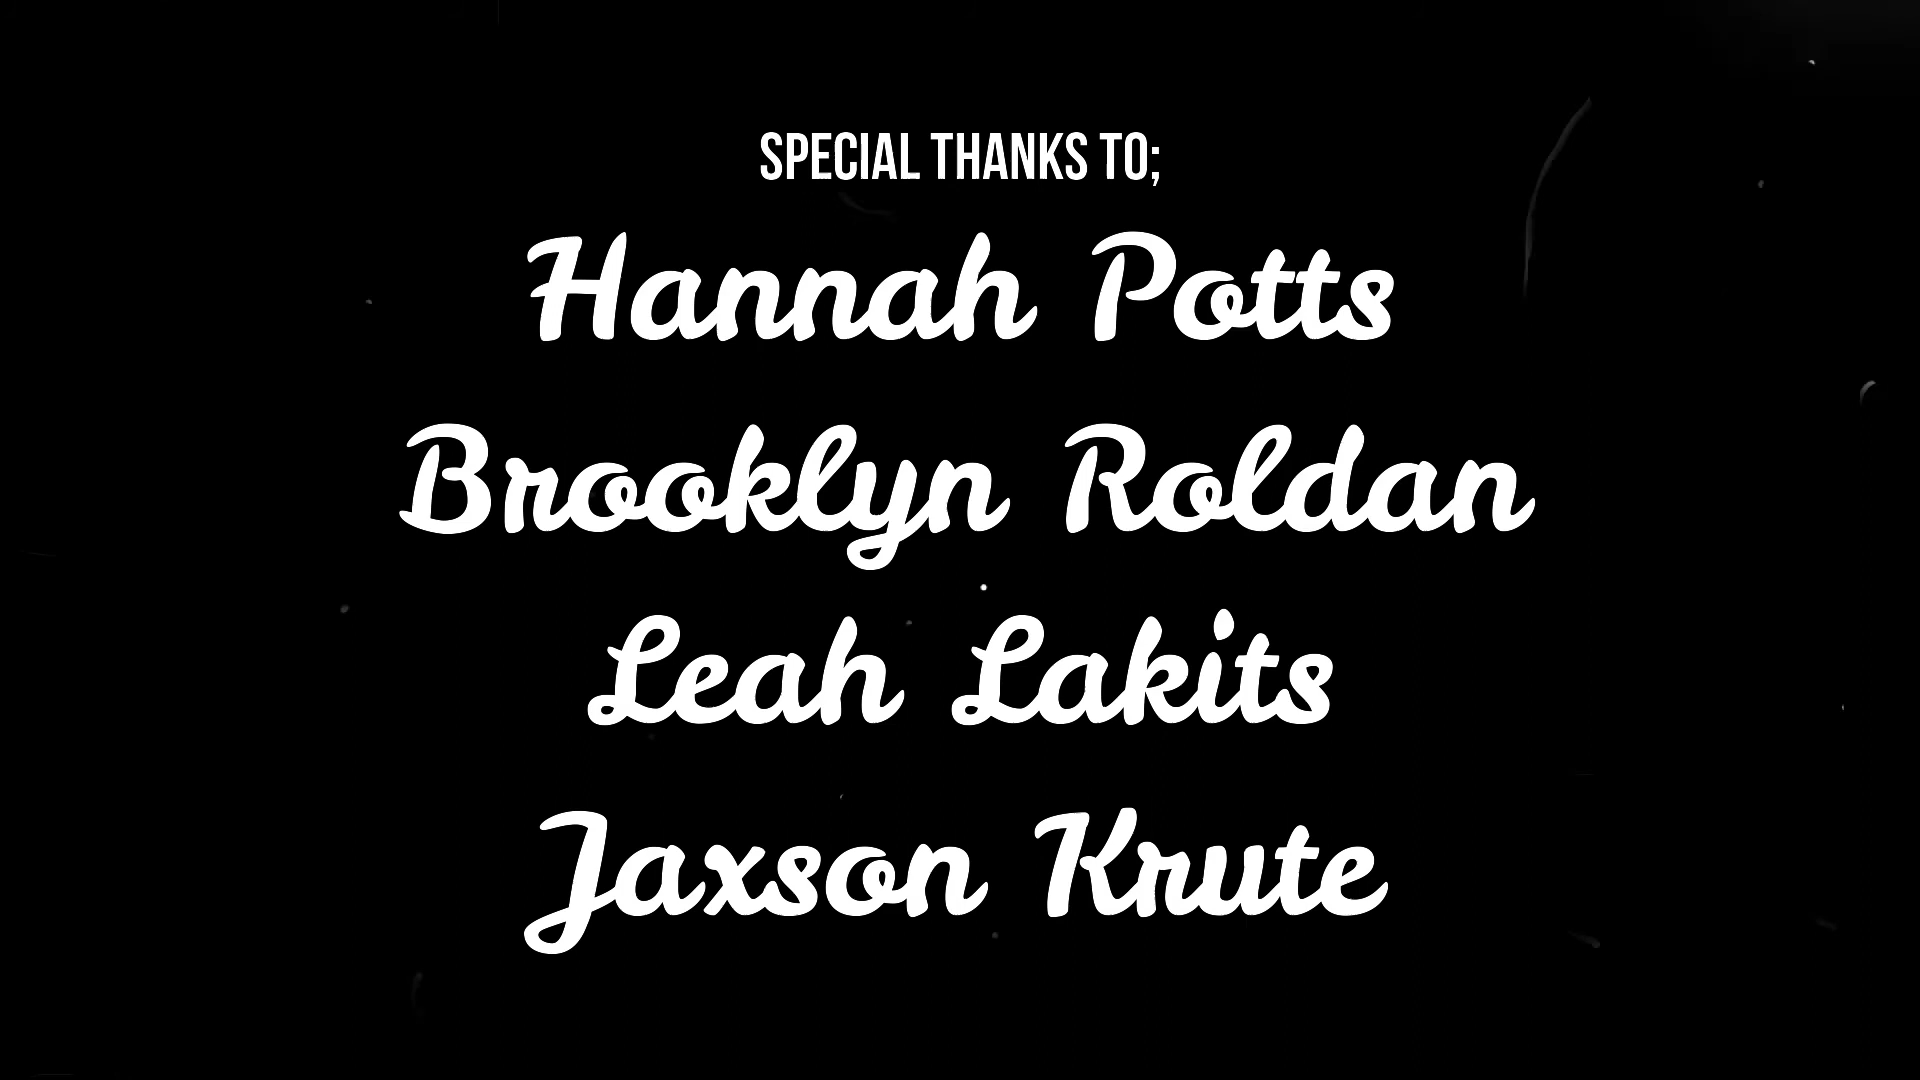 SPECIAL THANKS TO;
Hannah Potts
Brooklyn Roldan
Leah Lakits
Jaxson Krute